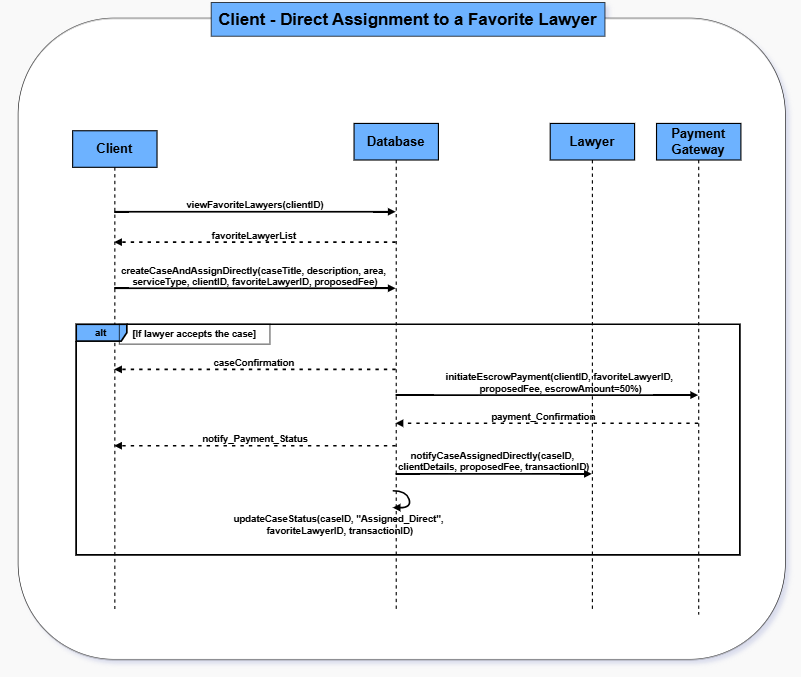 Client - Direct Assignment to a Favorite Lawyer
Client
Database
Lawyer
Payment
Gateway
viewFavoriteLawyers(clientID)
favoriteLawyerList
createCaseAndAssignDirectly(caseTitle, description, area,
serviceType, clientID, favoriteLawyerID, proposedFee)
alt
[If lawyer accepts the case]
caseConfirmation
initiateEscrowPayment(clientID, favoriteLawyerID,
proposedFee, escrowAmount=50%)
payment_Confirmation
notify_Payment_Status
notifyCaseAssignedDirectly(caseID,
clientDetails, proposedFee, transactionID)
updateCaseStatus(caseID, "Assigned_Direct",
favoriteLawyerID, transactionID)